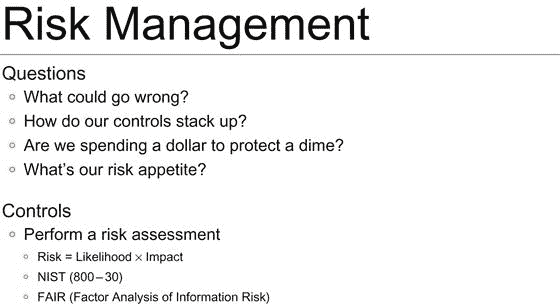 Risk Management
Questions
What could go wrong?
How do our controls stack up?
Are we spending a dollar to protect a dime?
What's our risk appetite?
Controls
Perform a risk assessment
Risk = Likelihood × Impact
NIST (800–30)
FAIR (Factor Analysis of Information Risk)